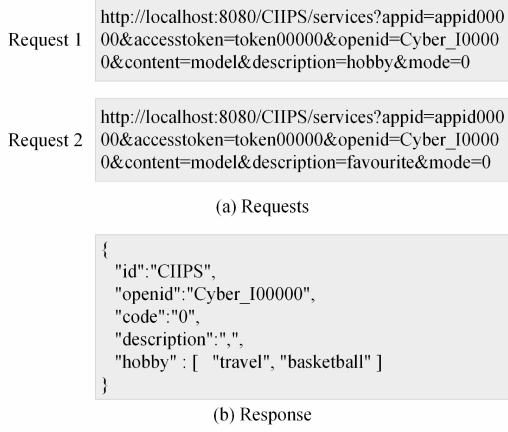 Request 1
http://localhost:8080/CIIPS/services?appid=appid000
00&accesstoken=token00000&openid=Cyber_I0000
0&content=model&description=hobby&mode=0
Request 2
http://localhost:8080/CIIPS/services?appid=appid000
00&accesstoken=token00000&openid=Cyber_I0000
0&content=model&description=favourite&mode=0
(a) Requests
{
"id":"CIIPS",
"openid":"Cyber_I00000",
"code":"0",
"description":",",
"hobby" : [ "travel", "basketball" ]
}
(b) Response